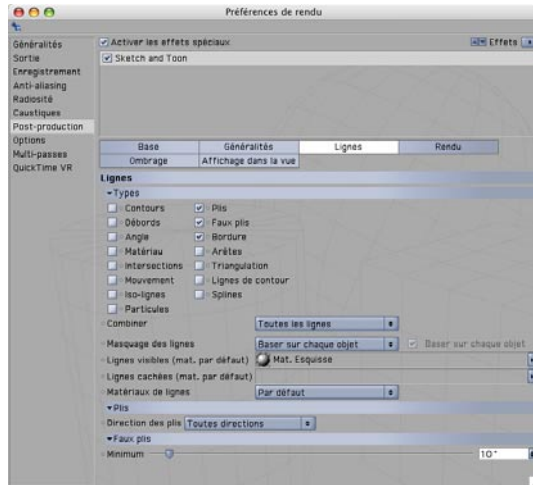 Préférences de rendu
Généralités
Sortie
Enregistrement
Anti-aliasing
Radiosité
Caustiques
Post-production
Options
Multi-passes
QuickTime VR
Activer les effets spéciaux
Effets
Sketch and Toon
Base Généralités Lignes Rendu
Ombrage Affichage dans la vue
Lignes
Types
Contours Plis
Débords Faux plis
Angle Bordure
Matériau Arêtes
Intersections Triangulation
Mouvement Lignes de contour
Iso-lignes Splines
Particules
Combiner Toutes les lignes
Masquage des lignes Baser sur chaque objet Baser sur chaque objet
Lignes visibles (mat. par défaut) Mat. Esquisse
Lignes cachées (mat. par défaut)
Matériaux de lignes Par défaut
Plis
Direction des plis Toutes directions
Faux plis
Minimum 10°